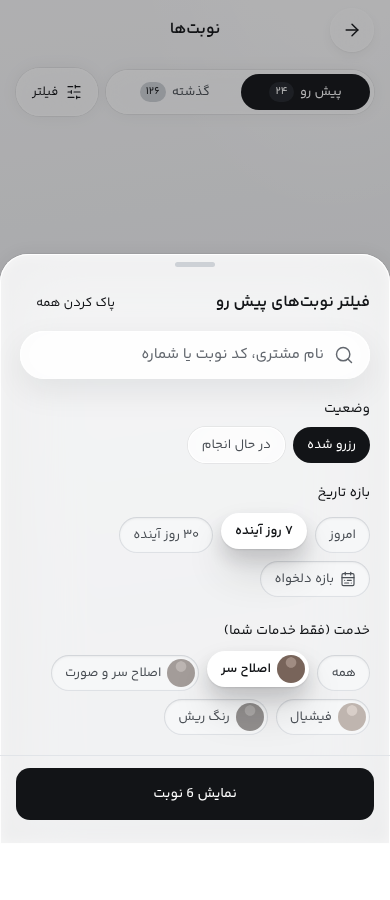 نوبت‌ها
پیش رو ۲۴ گذشته ۱۲۶ فیلتر
فیلتر نوبت‌های پیش رو پاک کردن همه
نام مشتری، کد نوبت یا شماره
وضعیت
رزرو شده در حال انجام
بازه تاریخ
امروز ۷ روز آینده ۳۰ روز آینده
بازه دلخواه
خدمت (فقط خدمات شما)
همه اصلاح سر اصلاح سر و صورت
فیشیال رنگ ریش
نمایش 6 نوبت